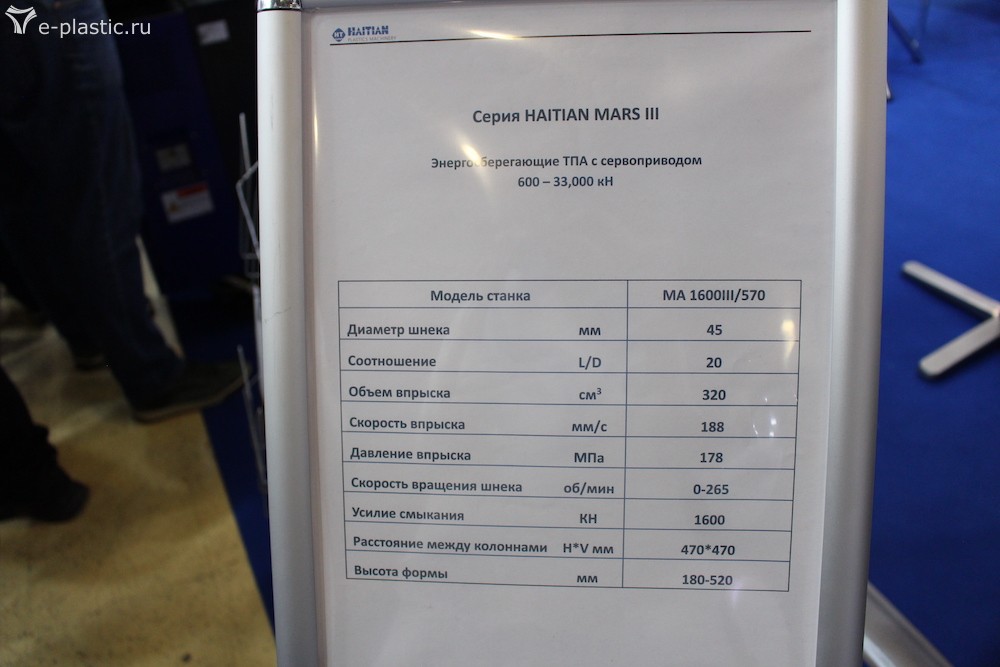 e-plastic.ru
HAITIAN
PLASTICS MACHINERY
Серия HAITIAN MARS III
Энергосберегающие ТПА с сервоприводом
600 – 33,000 кН
Модель станка МА 1600III/570
Диаметр шнека мм 45
Соотношение L/D 20
Объем впрыска см³ 320
Скорость впрыска мм/с 188
Давление впрыска МПа 178
Скорость вращения шнека об/мин 0-265
Усилие смыкания КН 1600
Расстояние между колоннами H*V мм 470*470
Высота формы мм 180-520